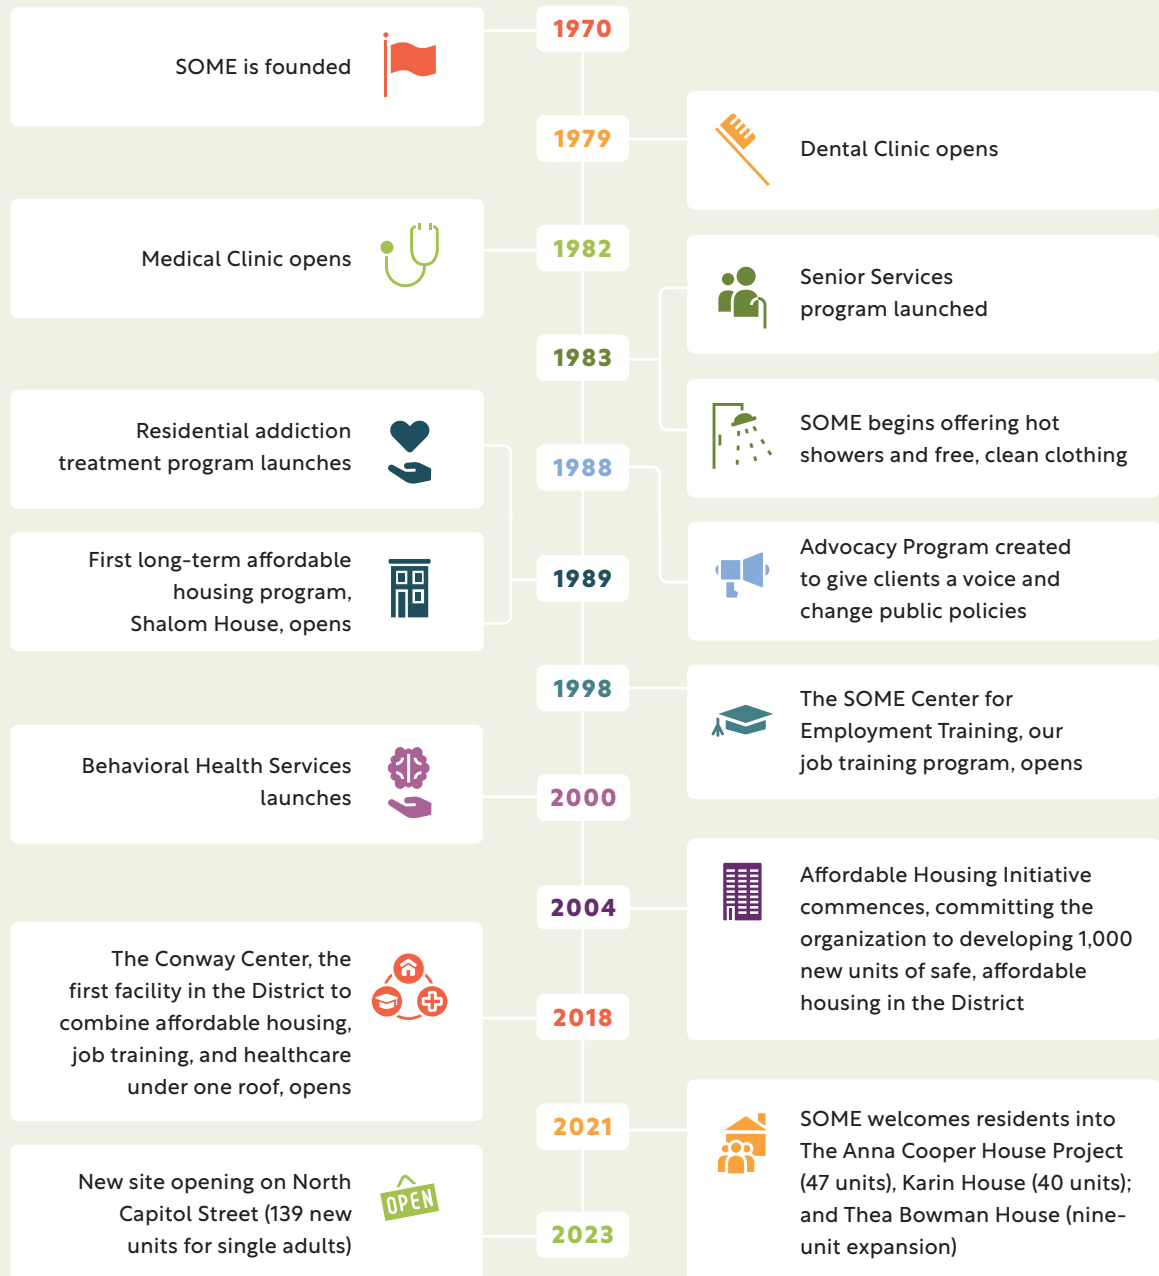 1970
SOME is founded
1979
Dental Clinic opens
1982
Medical Clinic opens
1983
Senior Services
program launched
SOME begins offering hot
showers and free, clean clothing
1988
Advocacy Program created
to give clients a voice and
change public policies
1989
Residential addiction
treatment program launches
First long-term affordable
housing program,
Shalom House, opens
1998
The SOME Center for
Employment Training, our
job training program, opens
2000
Behavioral Health Services
launches
2004
Affordable Housing Initiative
commences, committing the
organization to developing 1,000
new units of safe, affordable
housing in the District
2018
The Conway Center, the
first facility in the District to
combine affordable housing,
job training, and healthcare
under one roof, opens
2021
SOME welcomes residents into
The Anna Cooper House Project
(47 units), Karin House (40 units);
and Thea Bowman House (nine-
unit expansion)
2023
New site opening on North
Capitol Street (139 new
units for single adults)
OPEN